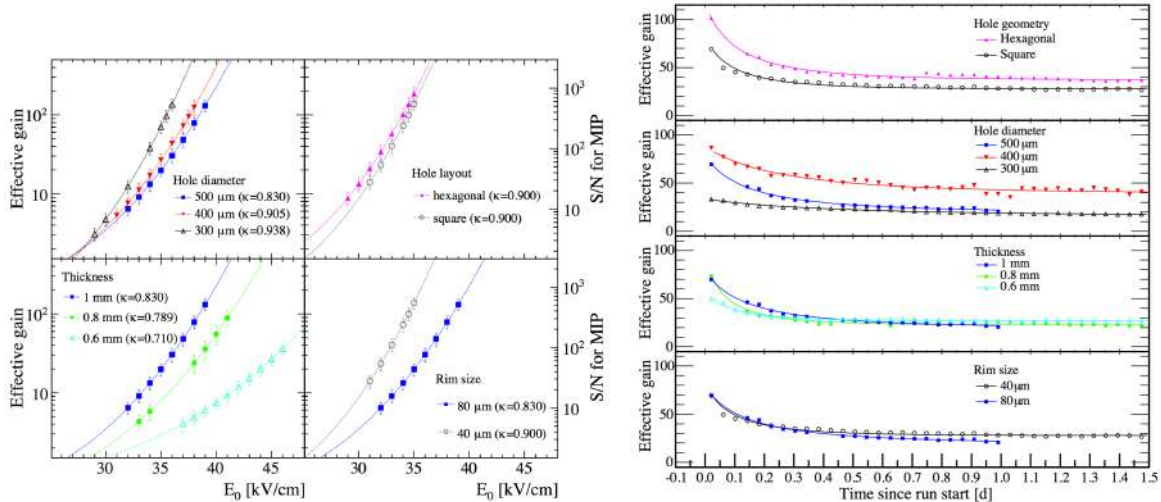 Effective gain
10²
10
Hole diameter
500 µm (κ=0.830)
400 µm (κ=0.905)
300 µm (κ=0.938)
Hole layout
hexagonal (κ=0.900)
square (κ=0.900)
10³
10²
10
S/N for MIP
Effective gain
10²
10
Thickness
1 mm (κ=0.830)
0.8 mm (κ=0.789)
0.6 mm (κ=0.710)
Rim size
80 µm (κ=0.830)
40 µm (κ=0.900)
10³
10²
10
S/N for MIP
30 35 40 45
30 35 40 45
E₀ [kV/cm]
E₀ [kV/cm]
Effective gain
100
50
0
Hole geometry
Hexagonal
Square
Effective gain
100
50
0
Hole diameter
500 µm
400 µm
300 µm
Effective gain
100
50
0
Thickness
1 mm
0.8 mm
0.6 mm
Effective gain
100
50
0
Rim size
40 µm
80 µm
-0.1 0.0 0.1 0.2 0.3 0.4 0.5 0.6 0.7 0.8 0.9 1.0 1.1 1.2 1.3 1.4 1.5
Time since run start [d]